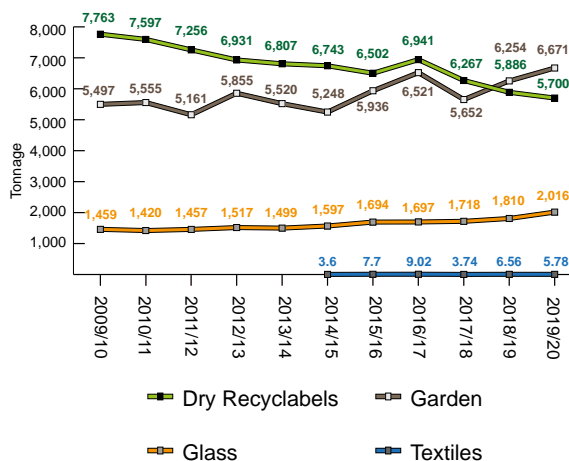 7,763 7,597 7,256 6,931 6,807 6,743 6,502 6,941 6,267 5,886 5,700
5,497 5,555 5,161 5,855 5,520 5,248 5,936 6,521 5,652 6,254 6,671
1,459 1,420 1,457 1,517 1,499 1,597 1,694 1,697 1,718 1,810 2,016
3.6 7.7 9.02 3.74 6.56 5.78
Tonnage
8,000
7,000
6,000
5,000
4,000
3,000
2,000
1,000
2009/10
2010/11
2011/12
2012/13
2013/14
2014/15
2015/16
2016/17
2017/18
2018/19
2019/20
Dry Recyclabels
Garden
Glass
Textiles